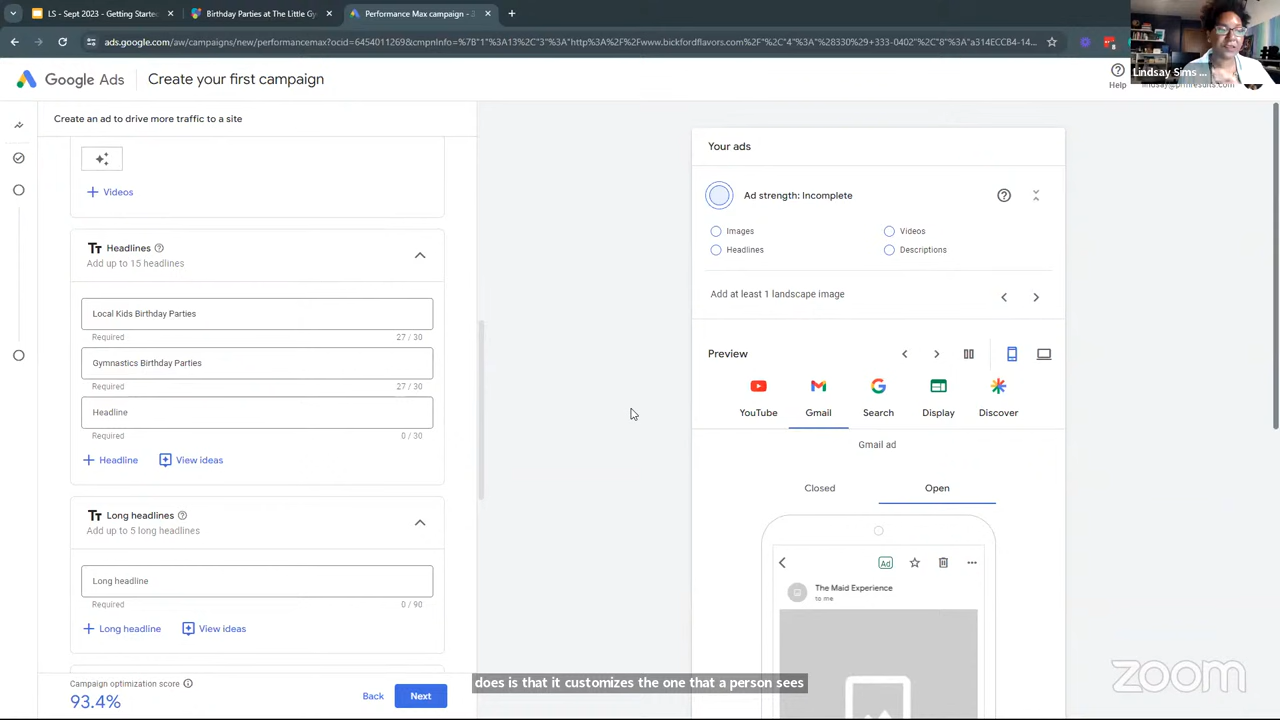 LS - Sept 2023 - Getting Starte
Birthday Parties at The Little Gy
Performance Max campaign - 3
ads.google.com/aw/campaigns/new/performancemax?ocid=6454011269&cmpnInfo=%7B"1"%3A13%2C"3"%3A"http%3A%2F%2Fwww.bickfordflavors.com"%2C"4"%3A"%28330%29+333-0402"%2C"8"%3A"a314ECCB4-14...
Lindsay Sims ...
Google Ads
Create your first campaign
Help
lindsay@prmresults.com
Create an ad to drive more traffic to a site
+ Videos
Tт Headlines
Add up to 15 headlines
Local Kids Birthday Parties
Required 27 / 30
Gymnastics Birthday Parties
Required 27 / 30
Headline
Required 0 / 30
+ Headline View ideas
Tт Long headlines
Add up to 5 long headlines
Long headline
Required 0 / 90
+ Long headline View ideas
Campaign optimization score
93.4%
Back Next
Your ads
Ad strength: Incomplete
Images Videos
Headlines Descriptions
Add at least 1 landscape image
Preview
YouTube Gmail Search Display Discover
Gmail ad
Closed Open
Ad
The Maid Experience
to me
does is that it customizes the one that a person sees
zoom